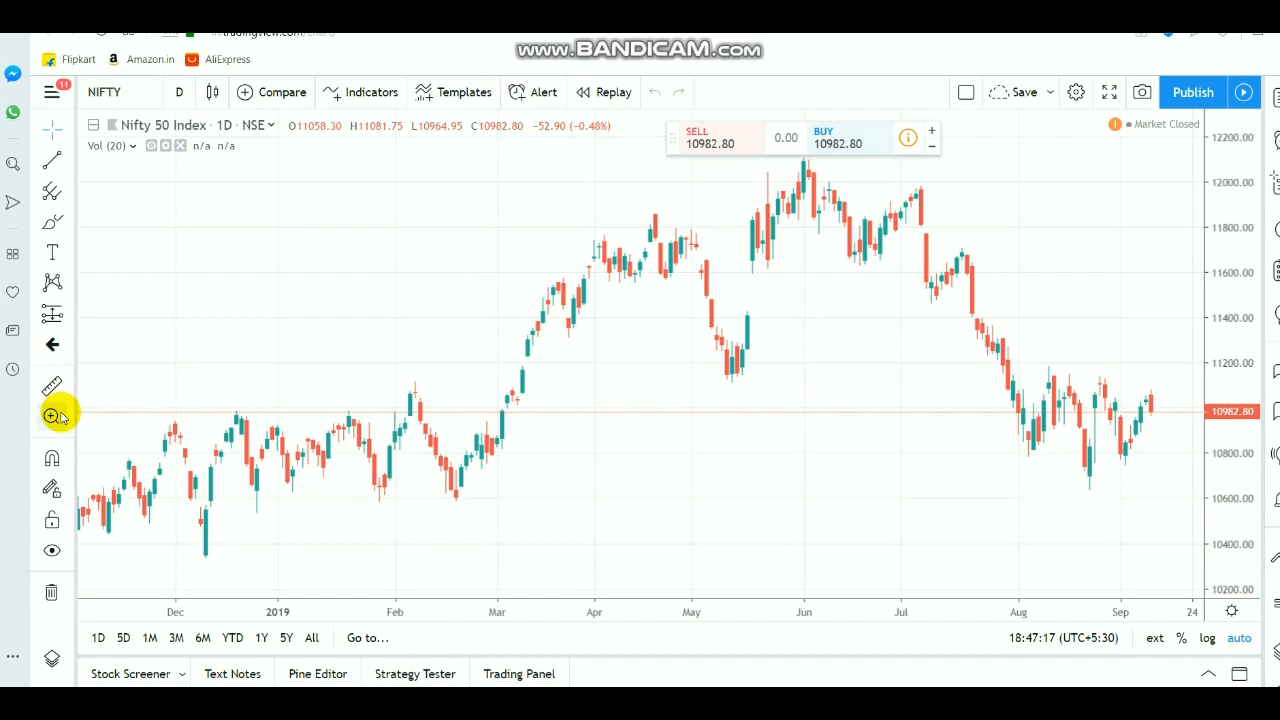 www.BANDICAM.com
Flipkart Amazon.in AliExpress
11
NIFTY D Compare Indicators Templates Alert Replay Save Publish
Nifty 50 Index · 1D · NSE O11058.30 H11081.75 L10964.95 C10982.80 −52.90 (−0.48%)
SELL 10982.80 0.00 BUY 10982.80
Market Closed
Vol (20) n/a n/a
12200.00
12000.00
11800.00
11600.00
11400.00
11200.00
10982.80
10800.00
10600.00
10400.00
10200.00
Dec 2019 Feb Mar Apr May Jun Jul Aug Sep 24
1D 5D 1M 3M 6M YTD 1Y 5Y All Go to... 18:47:17 (UTC+5:30) ext % log auto
Stock Screener Text Notes Pine Editor Strategy Tester Trading Panel